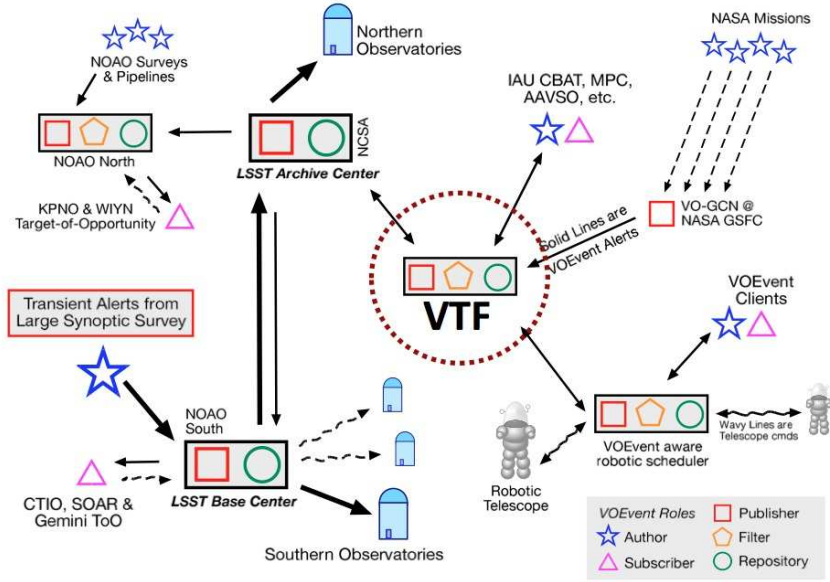 NOAO Surveys
& Pipelines
NOAO North
KPNO & WIYN
Target-of-Opportunity
Northern
Observatories
NCSA
LSST Archive Center
IAU CBAT, MPC,
AAVSO, etc.
NASA Missions
VO-GCN @
NASA GSFC
Solid Lines are
VOEvent Alerts
VTF
Transient Alerts from
Large Synoptic Survey
NOAO
South
LSST Base Center
CTIO, SOAR &
Gemini ToO
Southern Observatories
VOEvent
Clients
VOEvent aware
robotic scheduler
Wavy Lines are
Telescope cmds
Robotic
Telescope
VOEvent Roles
Author
Subscriber
Publisher
Filter
Repository